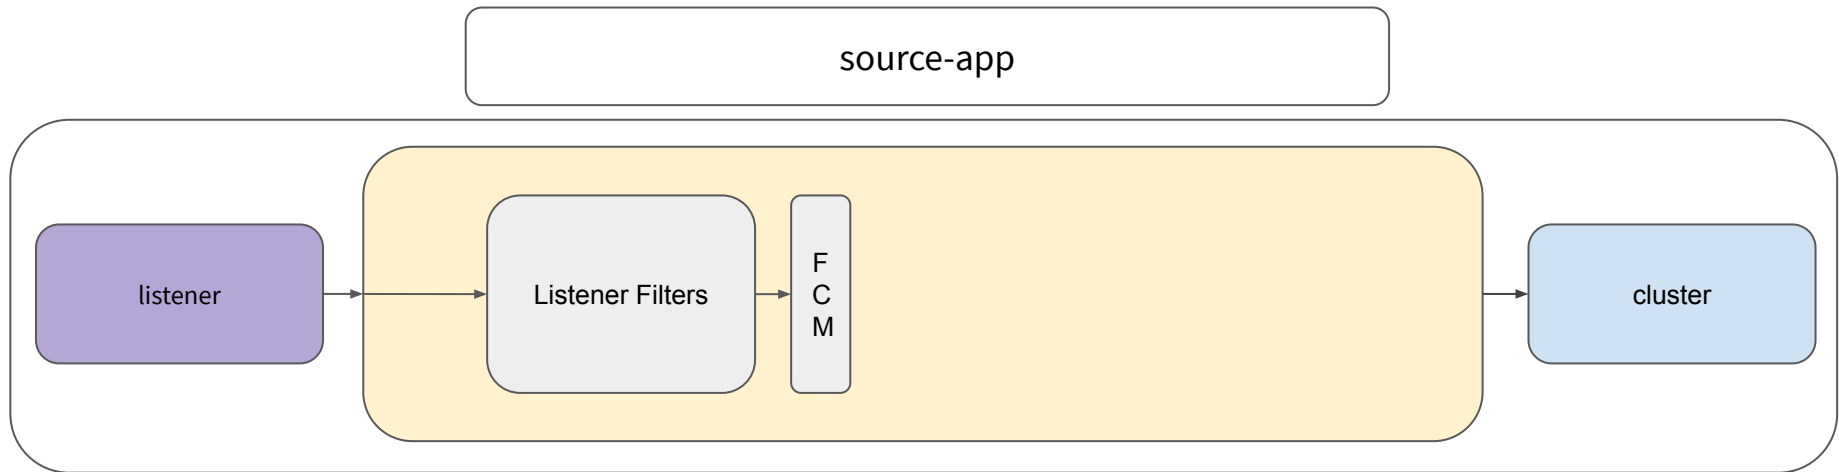 source-app
listener
Listener Filters
F
C
M
cluster